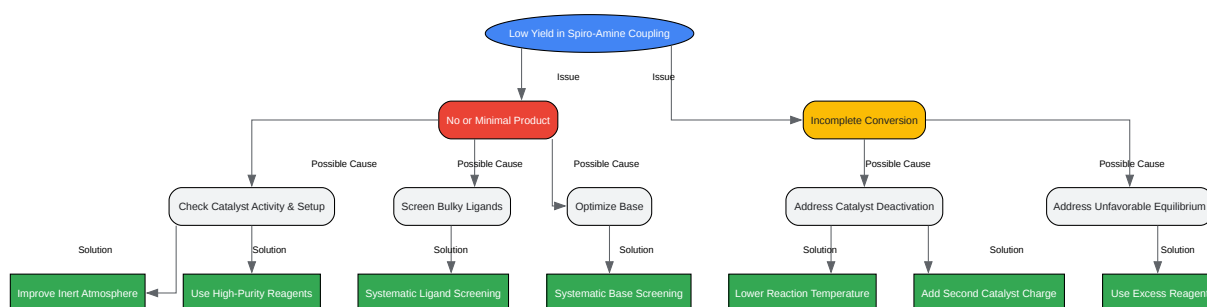 Low Yield in Spiro-Amine Coupling
Issue
Issue
No or Minimal Product
Incomplete Conversion
Possible Cause
Possible Cause
Possible Cause
Possible Cause
Possible Cause
Check Catalyst Activity & Setup
Screen Bulky Ligands
Optimize Base
Address Catalyst Deactivation
Address Unfavorable Equilibrium
Solution
Solution
Solution
Solution
Solution
Solution
Solution
Improve Inert Atmosphere
Use High-Purity Reagents
Systematic Ligand Screening
Systematic Base Screening
Lower Reaction Temperature
Add Second Catalyst Charge
Use Excess Reagent